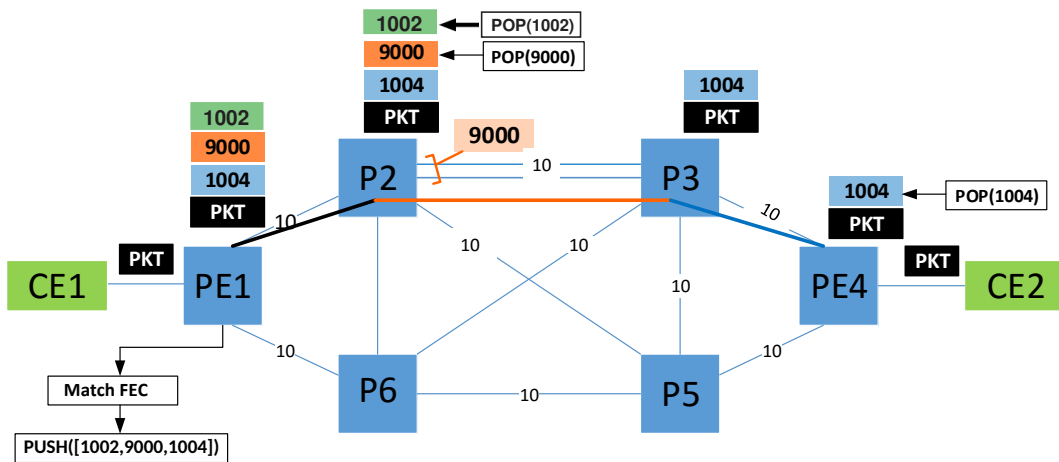 1002
POP(1002)
9000
POP(9000)
1004
PKT
1004
PKT
1002
9000
1004
PKT
9000
P2
10
P3
1004
POP(1004)
PKT
10
10
PKT
CE1
PE1
10
10
10
PE4
PKT
CE2
10
P6
10
P5
10
Match FEC
PUSH([1002,9000,1004])